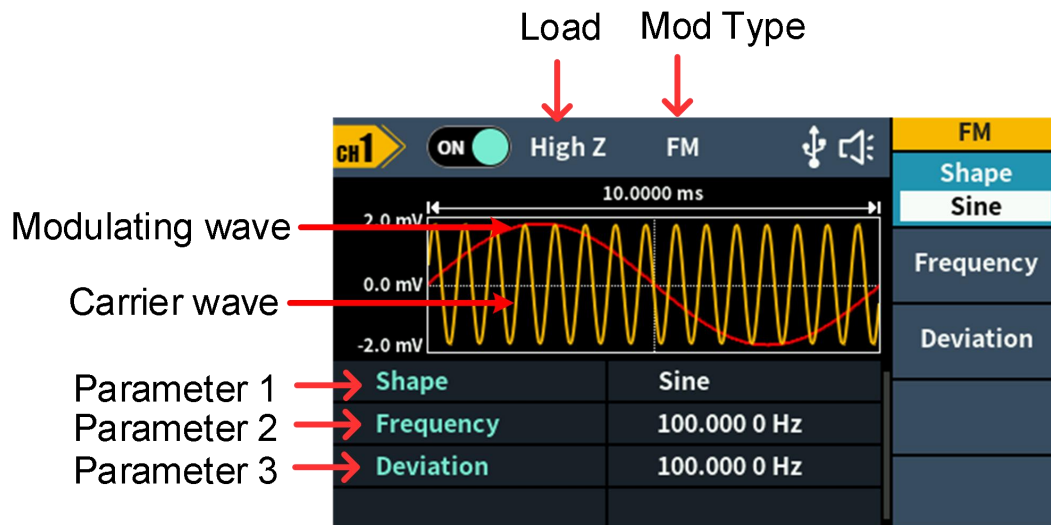 Load Mod Type
CH1 ON High Z FM FM
Shape
Sine
10.0000 ms
2.0 mV
Modulating wave
Frequency
0.0 mV
Carrier wave
Deviation
-2.0 mV
Parameter 1 Shape Sine
Parameter 2 Frequency 100.000 0 Hz
Parameter 3 Deviation 100.000 0 Hz